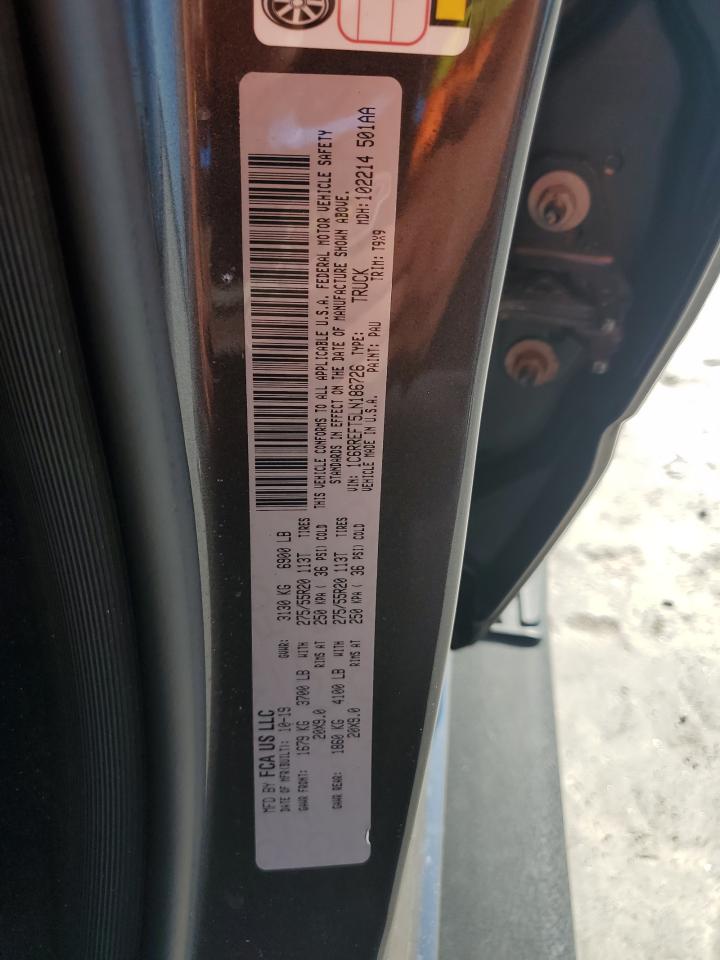 MFD BY FCA US LLC
DATE OF MFR(BUILT): 10-19 GVWR: 3130 KG 6900 LB
GAWR FRONT: 1679 KG 3700 LB WITH 275/55R20 113T TIRES
20X9.0 RIMS AT 250 KPA ( 36 PSI) COLD
GAWR REAR: 1860 KG 4100 LB WITH 275/55R20 113T TIRES
20X9.0 RIMS AT 250 KPA ( 36 PSI) COLD
THIS VEHICLE CONFORMS TO ALL APPLICABLE U.S.A. FEDERAL MOTOR VEHICLE SAFETY
STANDARDS IN EFFECT ON THE DATE OF MANUFACTURE SHOWN ABOVE.
VIN: 1C6RREFT5LN186726 TYPE: TRUCK MDH:102214 501AA
VEHICLE MADE IN U.S.A. PAINT: PAU TRIM: T9X9